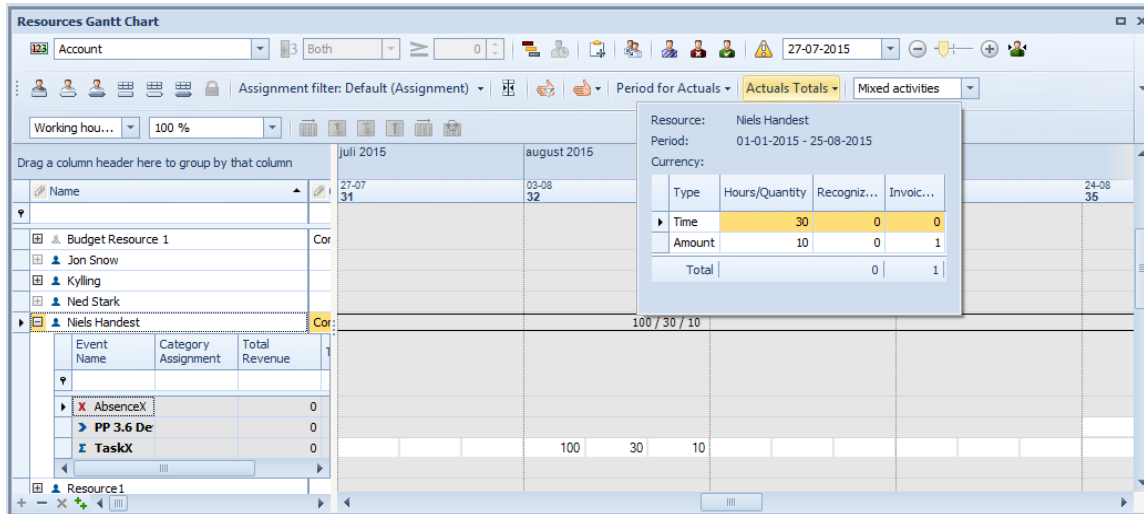 Resources Gantt Chart
123 Account 3 Both ≥ 0 27-07-2015
Assignment filter: Default (Assignment) Period for Actuals Actuals Totals Mixed activities
Working hou... 100 %
Resource: Niels Handest
Period: 01-01-2015 - 25-08-2015
Currency:
Type Hours/Quantity Recogniz... Invoic...
Time 30 0 0
Amount 10 0 1
Total 0 1
Drag a column header here to group by that column
juli 2015 august 2015
Name 27-07 03-08 24-08
31 32 35
Budget Resource 1 Cor
Jon Snow
Kylling
Ned Stark
Niels Handest Cor 100 / 30 / 10
Event Name Category Assignment Total Revenue
X AbsenceX 0
PP 3.6 De 0
Σ TaskX 0 100 30 10
Resource1